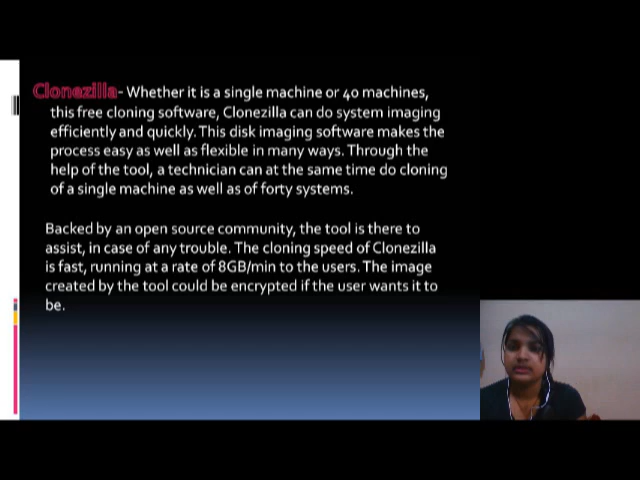 Clonezilla- Whether it is a single machine or 40 machines,
this free cloning software, Clonezilla can do system imaging
efficiently and quickly. This disk imaging software makes the
process easy as well as flexible in many ways. Through the
help of the tool, a technician can at the same time do cloning
of a single machine as well as of forty systems.
Backed by an open source community, the tool is there to
assist, in case of any trouble. The cloning speed of Clonezilla
is fast, running at a rate of 8GB/min to the users. The image
created by the tool could be encrypted if the user wants it to
be.